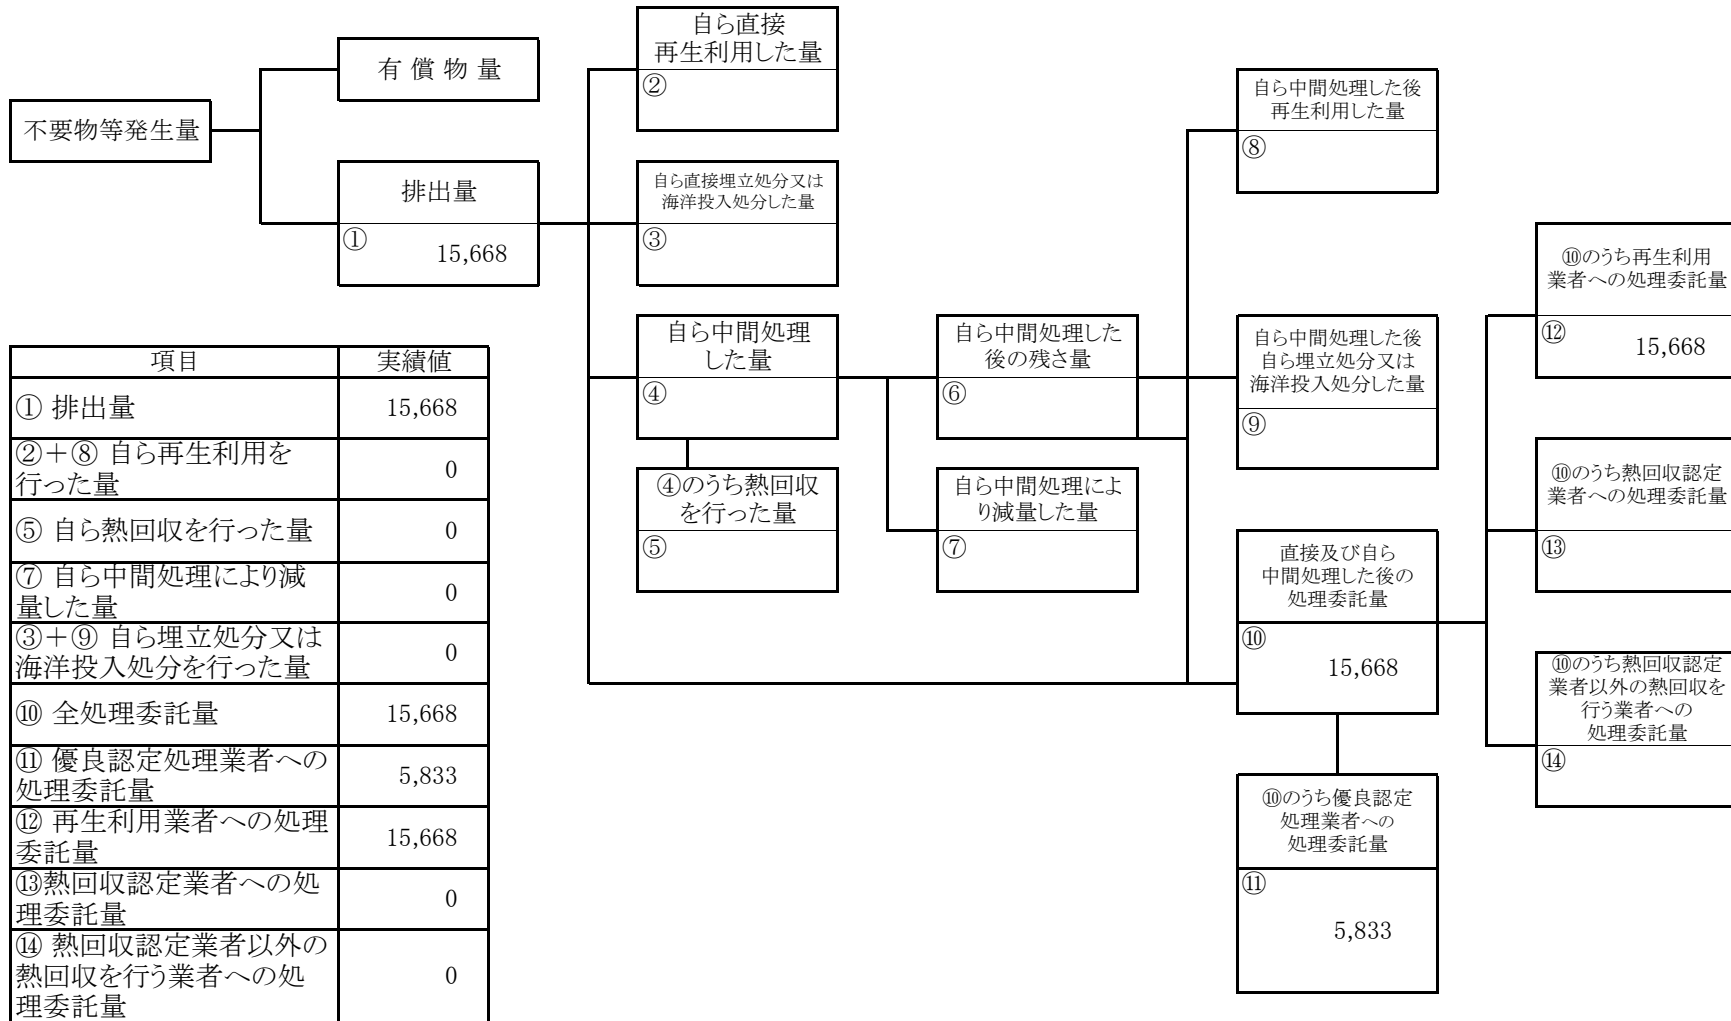 不要物等発生量
有 償 物 量
排出量
①
15,668
自ら直接
再生利用した量
②
自ら直接埋立処分又は
海洋投入処分した量
③
自ら中間処理
した量
④
④のうち熱回収
を行った量
⑤
自ら中間処理した
後の残さ量
⑥
自ら中間処理によ
り減量した量
⑦
自ら中間処理した後
再生利用した量
⑧
自ら中間処理した後
自ら埋立処分又は
海洋投入処分した量
⑨
直接及び自ら
中間処理した後の
処理委託量
⑩
15,668
⑩のうち優良認定
処理業者への
処理委託量
⑪
5,833
⑩のうち再生利用
業者への処理委託量
⑫
15,668
⑩のうち熱回収認定
業者への処理委託量
⑬
⑩のうち熱回収認定
業者以外の熱回収を
行う業者への
処理委託量
⑭
項目 実績値
① 排出量 15,668
②＋⑧ 自ら再生利用を
行った量 0
⑤ 自ら熱回収を行った量 0
⑦ 自ら中間処理により減
量した量 0
③＋⑨ 自ら埋立処分又は
海洋投入処分を行った量 0
⑩ 全処理委託量 15,668
⑪ 優良認定処理業者への
処理委託量 5,833
⑫ 再生利用業者への処理
委託量 15,668
⑬熱回収認定業者への処
理委託量 0
⑭ 熱回収認定業者以外の
熱回収を行う業者への処
理委託量 0